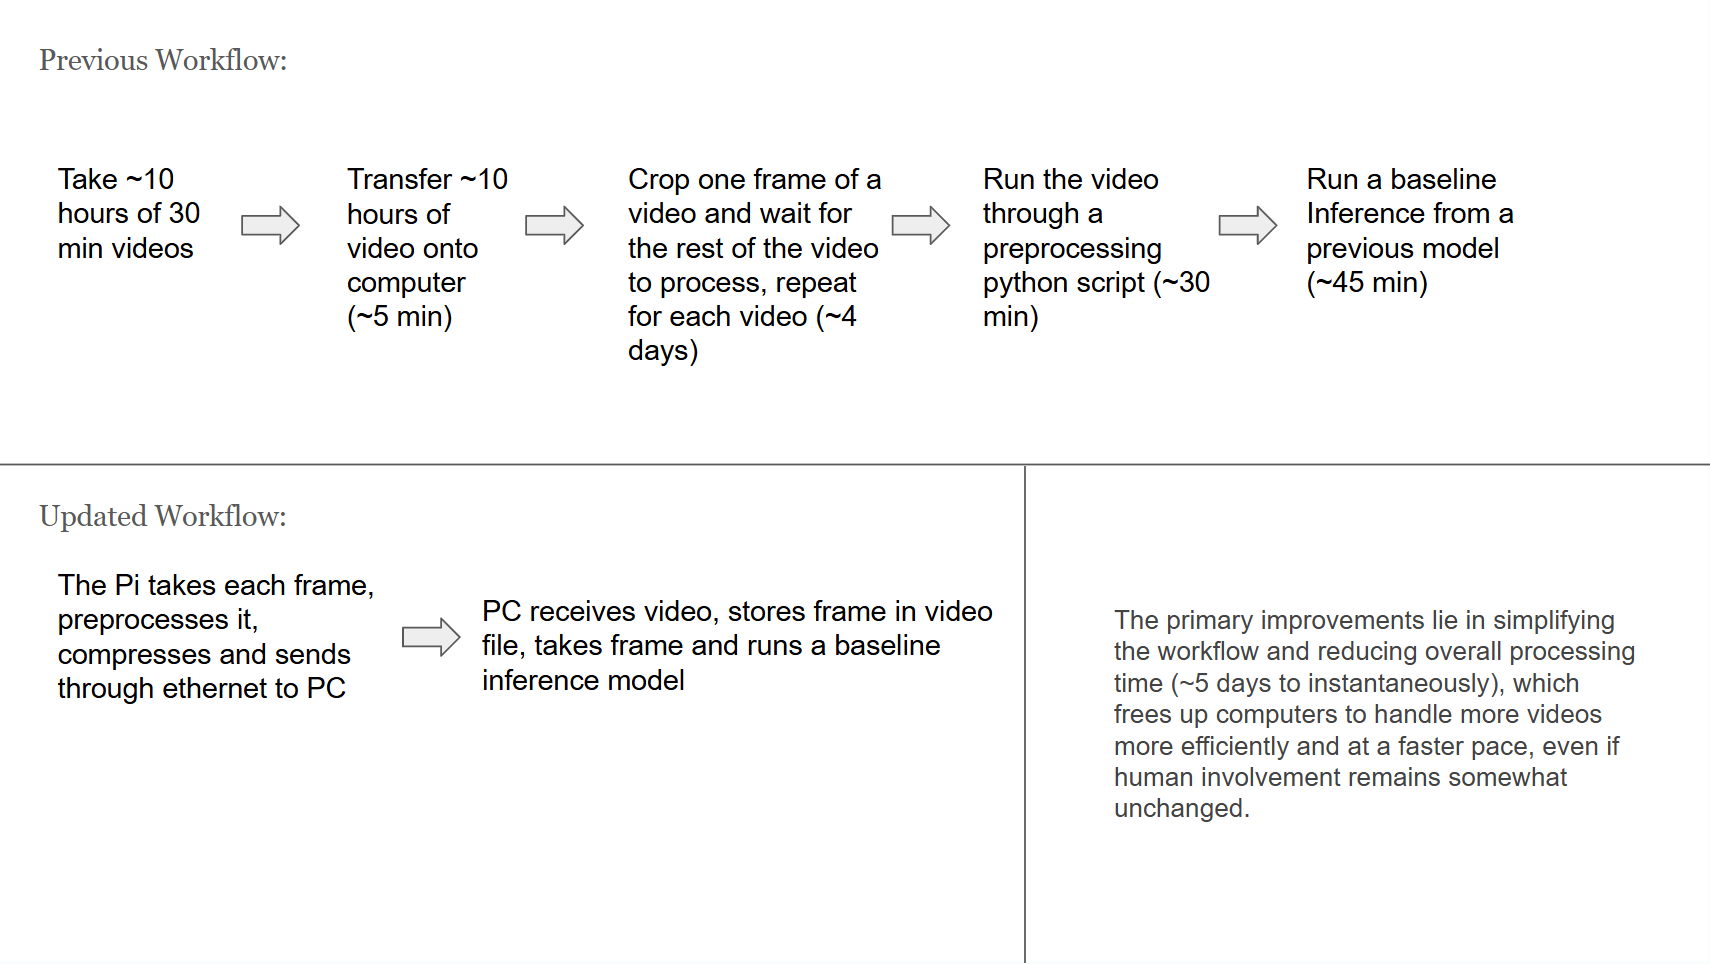 Previous Workflow:
Take ~10
hours of 30
min videos
Transfer ~10
hours of
video onto
computer
(~5 min)
Crop one frame of a
video and wait for
the rest of the video
to process, repeat
for each video (~4
days)
Run the video
through a
preprocessing
python script (~30
min)
Run a baseline
Inference from a
previous model
(~45 min)
Updated Workflow:
The Pi takes each frame,
preprocesses it,
compresses and sends
through ethernet to PC
PC receives video, stores frame in video
file, takes frame and runs a baseline
inference model
The primary improvements lie in simplifying
the workflow and reducing overall processing
time (~5 days to instantaneously), which
frees up computers to handle more videos
more efficiently and at a faster pace, even if
human involvement remains somewhat
unchanged.